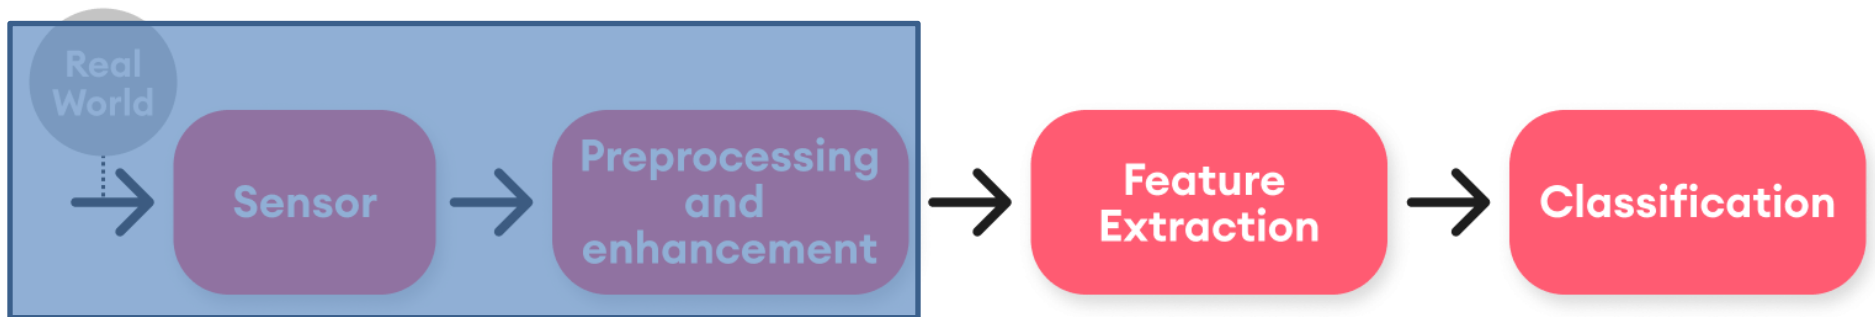 Real
World
Sensor
Preprocessing
and
enhancement
Feature
Extraction
Classification